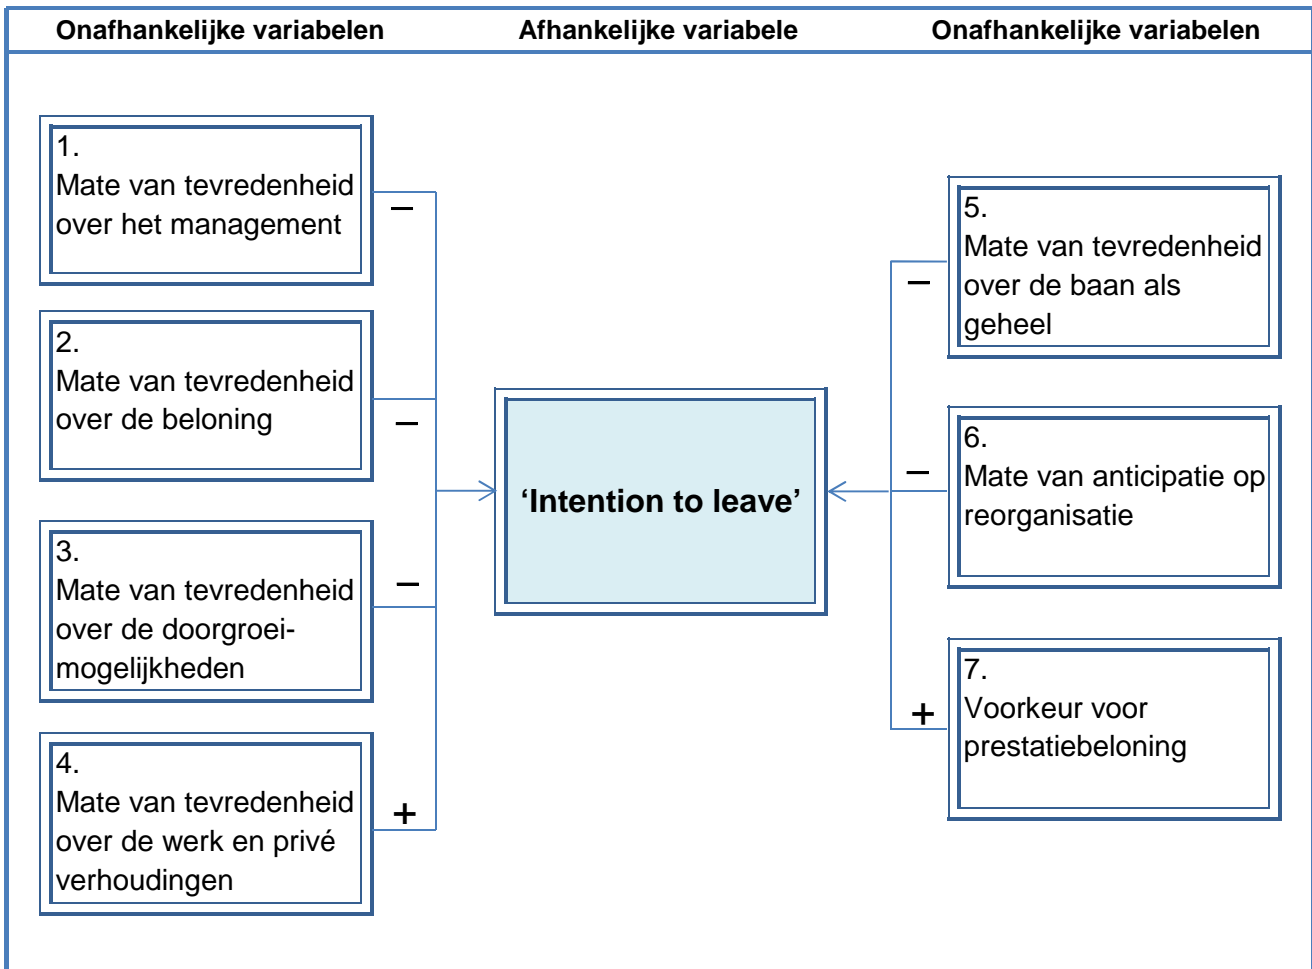 Onafhankelijke variabelen
Afhankelijke variabele
Onafhankelijke variabelen
1.
Mate van tevredenheid
over het management
–
2.
Mate van tevredenheid
over de beloning
–
3.
Mate van tevredenheid
over de doorgroei-
mogelijkheden
–
4.
Mate van tevredenheid
over de werk en privé
verhoudingen
+
‘Intention to leave’
5.
Mate van tevredenheid
over de baan als
geheel
–
6.
Mate van anticipatie op
reorganisatie
–
7.
Voorkeur voor
prestatiebeloning
+